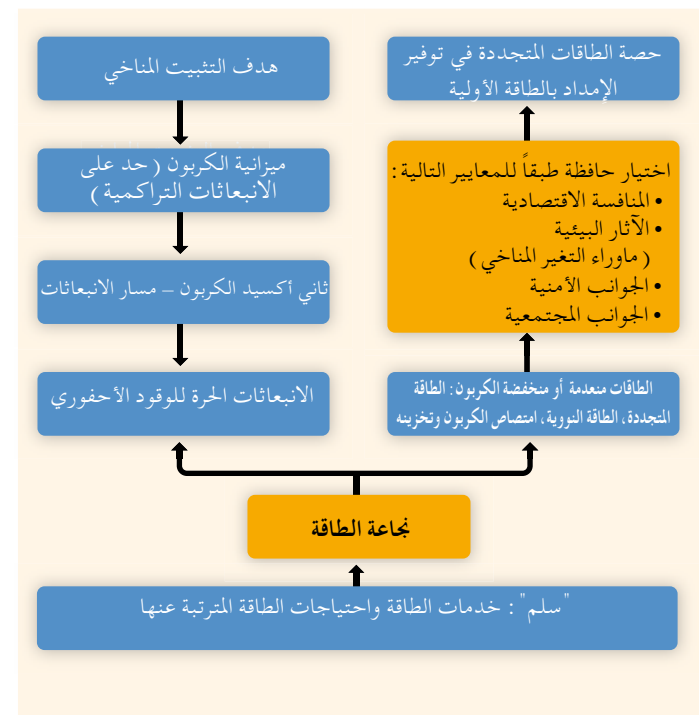 هدف التثبيت المناخي
ميزانية الكربون (حد على
الانبعاثات التراكمية)
ثاني أكسيد الكربون – مسار الانبعاثات
الانبعاثات الحرة للوقود الأحفوري
حصة الطاقات المتجددة في توفير
الإمداد بالطاقة الأولية
اختيار حافظة طبقاً للمعايير التالية:
• المنافسة الاقتصادية
• الآثار البيئية
(ماوراء التغير المناخي)
• الجوانب الأمنية
• الجوانب المجتمعية
الطاقات منعدمة أو منخفضة الكربون: الطاقة
المتجددة، الطاقة النووية، امتصاص الكربون وتخزينه
نجاعة الطاقة
"سلم": خدمات الطاقة واحتياجات الطاقة المترتبة عنها